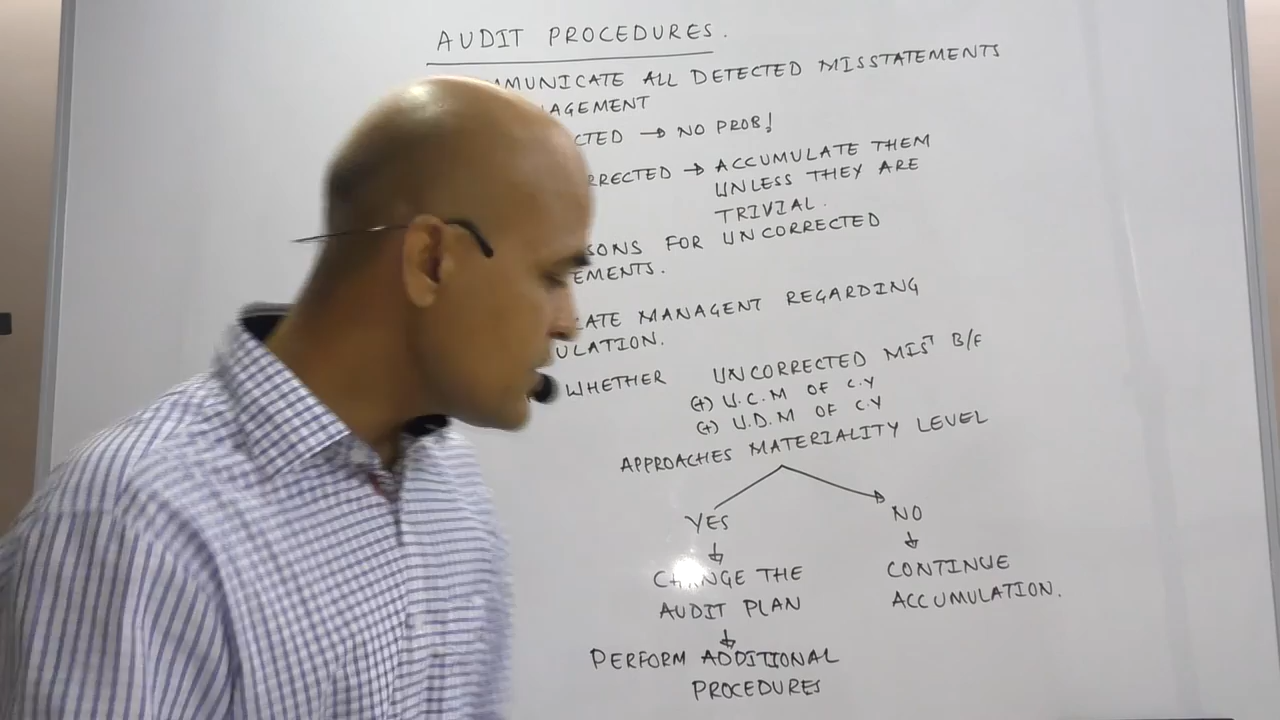 AUDIT PROCEDURES.
MMUNICATE ALL DETECTED MISSTATEMENTS
AGEMENT
CTED → NO PROB!
RRECTED → ACCUMULATE THEM
UNLESS THEY ARE
TRIVIAL.
SONS FOR UNCORRECTED
EMENTS.
CATE MANAGENT REGARDING
ULATION.
WHETHER UNCORRECTED MIST B/F
(+) U.C.M OF C.Y
(+) U.D.M OF C.Y
APPROACHES MATERIALITY LEVEL
YES NO
CHANGE THE CONTINUE
AUDIT PLAN ACCUMULATION.
PERFORM ADDITIONAL
PROCEDURES